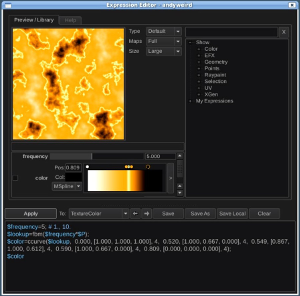 Expression Editor - andyweird
Preview / Library
Help
Type Default
Maps Full
Size Large
X
Show
Color
EFX
Geometry
Points
Raypaint
Selection
UV
XGen
My Expressions
frequency 5.000
color
Pos: 0.809
Col:
MSpline
Apply To TextureColor Save Save As Save Local Clear
$frequency=5; # 1., 10.
$lookup=fbm($frequency*$P);
$color=ccurve($lookup, 0.000, [1.000, 1.000, 1.000], 4, 0.520, [1.000, 0.667, 0.000], 4, 0.549, [0.867,
1.000, 0.612], 4, 0.590, [1.000, 0.667, 0.000], 4, 0.809, [0.000, 0.000, 0.000], 4);
$color